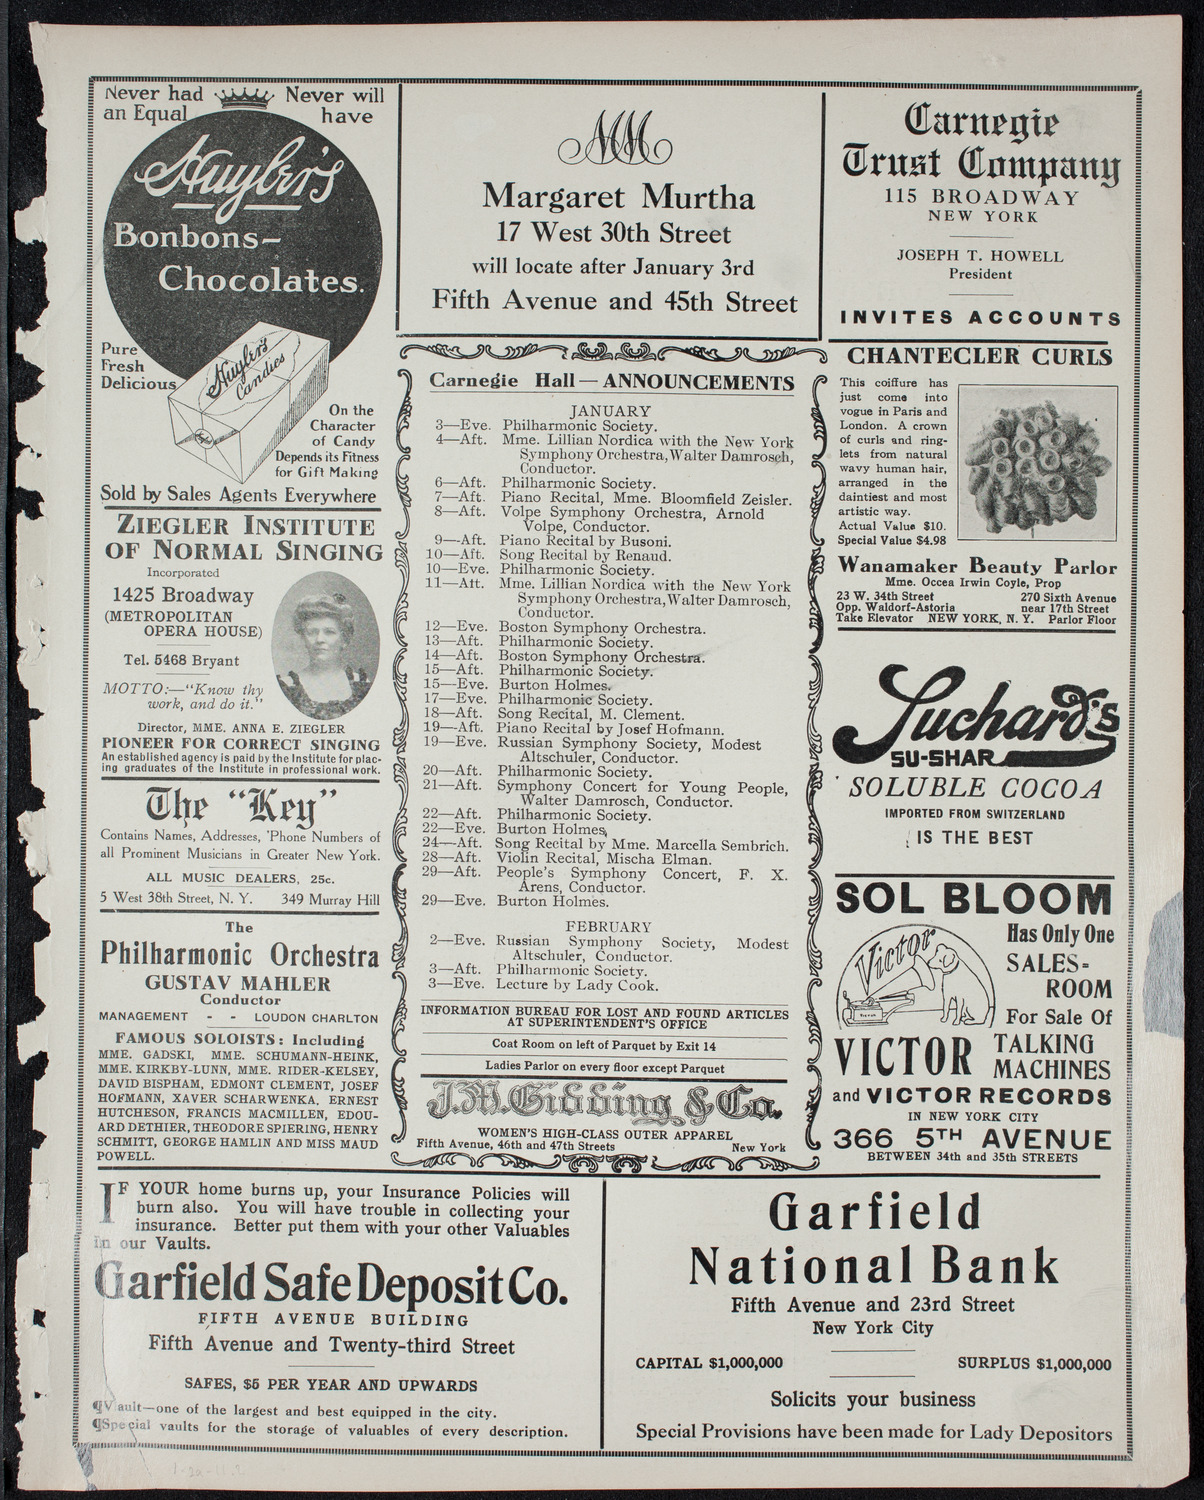 Never had an Equal
Never will have
Huyler's
Bonbons-
Chocolates.
Pure
Fresh
Delicious
Huyler's
Candies
On the
Character
of Candy
Depends its Fitness
for Gift Making
Sold by Sales Agents Everywhere
ZIEGLER INSTITUTE
OF NORMAL SINGING
Incorporated
1425 Broadway
(METROPOLITAN
OPERA HOUSE)
Tel. 5468 Bryant
MOTTO:—"Know thy
work, and do it."
Director, MME. ANNA E. ZIEGLER
PIONEER FOR CORRECT SINGING
An established agency is paid by the Institute for plac-
ing graduates of the Institute in professional work.
The "Key"
Contains Names, Addresses, 'Phone Numbers of
all Prominent Musicians in Greater New York.
ALL MUSIC DEALERS, 25c.
5 West 38th Street, N. Y. 349 Murray Hill
The
Philharmonic Orchestra
GUSTAV MAHLER
Conductor
MANAGEMENT - - LOUDON CHARLTON
FAMOUS SOLOISTS: Including
MME. GADSKI, MME. SCHUMANN-HEINK,
MME. KIRKBY-LUNN, MME. RIDER-KELSEY,
DAVID BISPHAM, EDMONT CLEMENT, JOSEF
HOFMANN, XAVER SCHARWENKA, ERNEST
HUTCHESON, FRANCIS MACMILLEN, EDOU-
ARD DETHIER, THEODORE SPIERING, HENRY
SCHMITT, GEORGE HAMLIN AND MISS MAUD
POWELL.
MM
Margaret Murtha
17 West 30th Street
will locate after January 3rd
Fifth Avenue and 45th Street
Carnegie Hall—ANNOUNCEMENTS
JANUARY
3—Eve. Philharmonic Society.
4—Aft. Mme. Lillian Nordica with the New York
Symphony Orchestra, Walter Damrosch,
Conductor.
6—Aft. Philharmonic Society.
7—Aft. Piano Recital, Mme. Bloomfield Zeisler.
8—Aft. Volpe Symphony Orchestra, Arnold
Volpe, Conductor.
9—Aft. Piano Recital by Busoni.
10—Aft. Song Recital by Renaud.
10—Eve. Philharmonic Society.
11—Aft. Mme. Lillian Nordica with the New York
Symphony Orchestra, Walter Damrosch,
Conductor.
12—Eve. Boston Symphony Orchestra.
13—Aft. Philharmonic Society.
14—Aft. Boston Symphony Orchestra.
15—Aft. Philharmonic Society.
15—Eve. Burton Holmes.
17—Eve. Philharmonic Society.
18—Aft. Song Recital, M. Clement.
19—Aft. Piano Recital by Josef Hofmann.
19—Eve. Russian Symphony Society, Modest
Altschuler, Conductor.
20—Aft. Philharmonic Society.
21—Aft. Symphony Concert for Young People,
Walter Damrosch, Conductor.
22—Aft. Philharmonic Society.
22—Eve. Burton Holmes.
24—Aft. Song Recital by Mme. Marcella Sembrich.
28—Aft. Violin Recital, Mischa Elman.
29—Aft. People's Symphony Concert, F. X.
Arens, Conductor.
29—Eve. Burton Holmes.
FEBRUARY
2—Eve. Russian Symphony Society, Modest
Altschuler, Conductor.
3—Aft. Philharmonic Society.
3—Eve. Lecture by Lady Cook.
INFORMATION BUREAU FOR LOST AND FOUND ARTICLES
AT SUPERINTENDENT'S OFFICE
Coat Room on left of Parquet by Exit 14
Ladies Parlor on every floor except Parquet
J.M. Gidding & Co.
WOMEN'S HIGH-CLASS OUTER APPAREL
Fifth Avenue, 46th and 47th Streets New York
Carnegie
Trust Company
115 BROADWAY
NEW YORK
JOSEPH T. HOWELL
President
INVITES ACCOUNTS
CHANTECLER CURLS
This coiffure has
just come into
vogue in Paris and
London. A crown
of curls and ring-
lets from natural
wavy human hair,
arranged in the
daintiest and most
artistic way.
Actual Value $10.
Special Value $4.98
Wanamaker Beauty Parlor
Mme. Occea Irwin Coyle, Prop
23 W. 34th Street 270 Sixth Avenue
Opp. Waldorf-Astoria near 17th Street
Take Elevator NEW YORK, N. Y. Parlor Floor
Suchard's
SU-SHAR
SOLUBLE COCOA
IMPORTED FROM SWITZERLAND
IS THE BEST
SOL BLOOM
Victor
Has Only One
SALES-
ROOM
For Sale Of
VICTOR TALKING
MACHINES
and VICTOR RECORDS
IN NEW YORK CITY
366 5TH AVENUE
BETWEEN 34th and 35th STREETS
IF YOUR home burns up, your Insurance Policies will
burn also. You will have trouble in collecting your
insurance. Better put them with your other Valuables
in our Vaults.
Garfield Safe Deposit Co.
FIFTH AVENUE BUILDING
Fifth Avenue and Twenty-third Street
SAFES, $5 PER YEAR AND UPWARDS
¶Vault—one of the largest and best equipped in the city.
¶Special vaults for the storage of valuables of every description.
Garfield
National Bank
Fifth Avenue and 23rd Street
New York City
CAPITAL $1,000,000 SURPLUS $1,000,000
Solicits your business
Special Provisions have been made for Lady Depositors